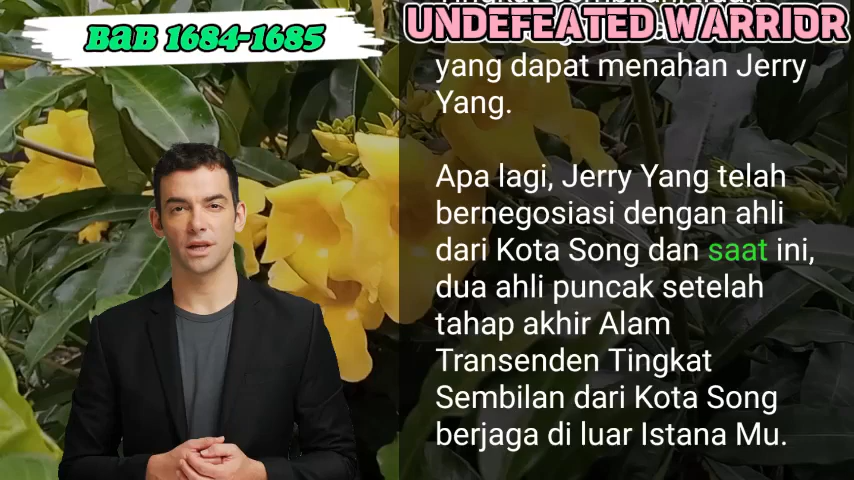 BAB 1684-1685
UNDEFEATED WARRIOR
yang dapat menahan Jerry
Yang.
Apa lagi, Jerry Yang telah
bernegosiasi dengan ahli
dari Kota Song dan saat ini,
dua ahli puncak setelah
tahap akhir Alam
Transenden Tingkat
Sembilan dari Kota Song
berjaga di luar Istana Mu.